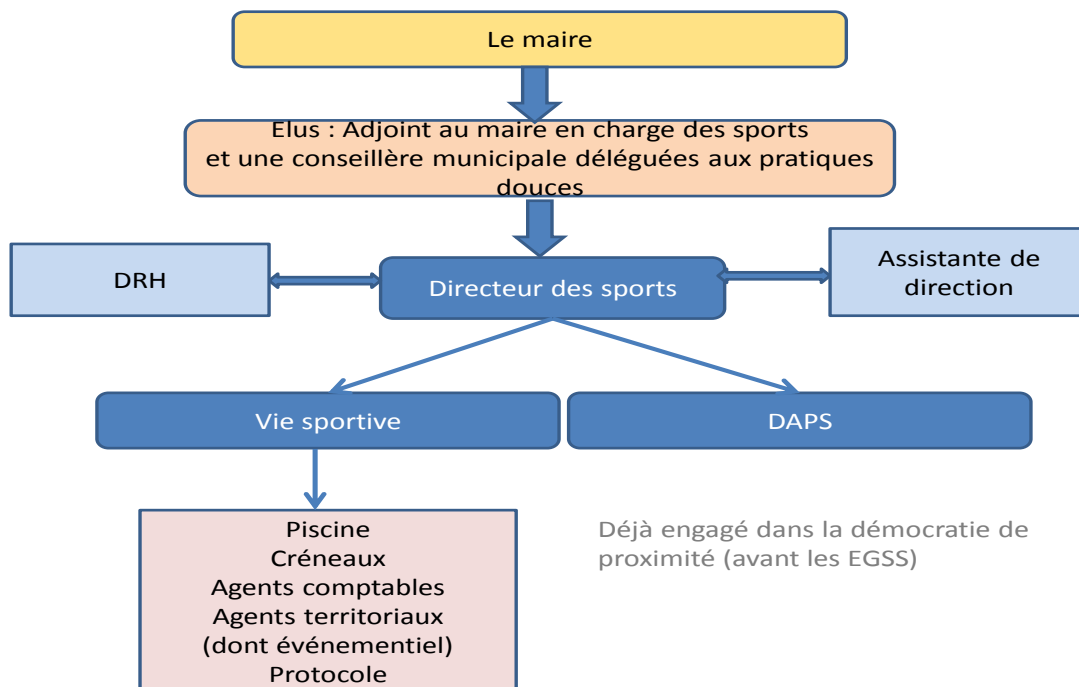 Le maire
Elus : Adjoint au maire en charge des sports
et une conseillère municipale déléguées aux pratiques
douces
DRH
Directeur des sports
Assistante de
direction
Vie sportive
DAPS
Piscine
Créneaux
Agents comptables
Agents territoriaux
(dont événementiel)
Protocole
Déjà engagé dans la démocratie de
proximité (avant les EGSS)